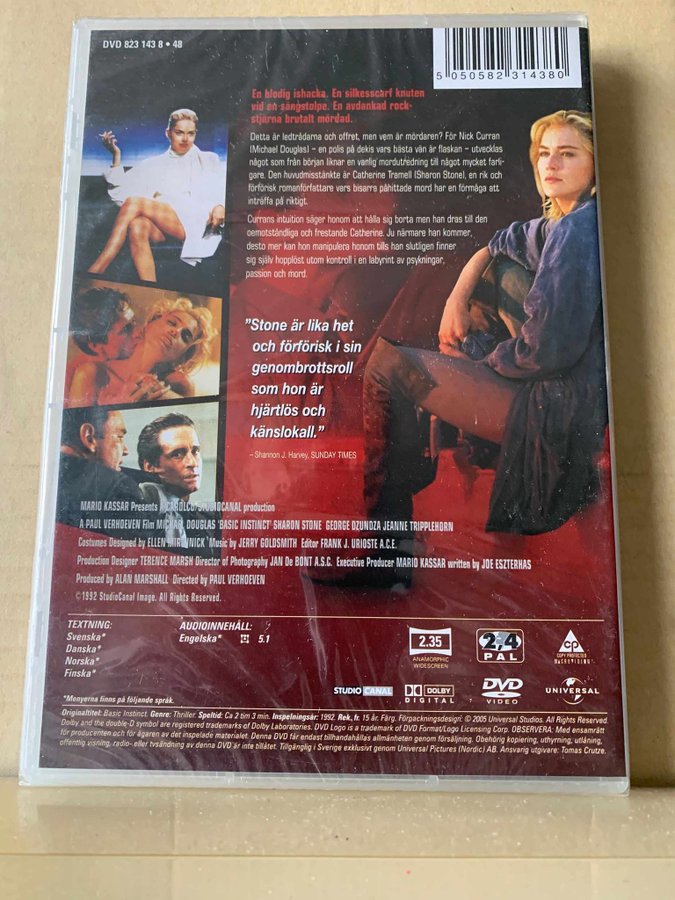 DVD 823 143 8 • 48
5 050582 314380
En blodig ishacka. En silkesscarf knuten
vid en sängstolpe. En avdankad rock-
stjärna brutalt mördad.
Detta är ledtrådarna och offret, men vem är mördaren? För Nick Curran
(Michael Douglas) – en polis på dekis vars bästa vän är flaskan – utvecklas
något som från början liknar en vanlig mordutredning till något mycket farli-
gare. Den huvudmisstänkte är Catherine Tramell (Sharon Stone), en rik och
förförisk romanförfattare vars bisarra påhittade mord har en förmåga att
inträffa på riktigt.
Currans intuition säger honom att hålla sig borta men han dras till den
oemotståndliga och frestande Catherine. Ju närmare han kommer,
desto mer kan hon manipulera honom tills han slutligen finner
sig själv hopplöst utom kontroll i en labyrint av psykningar,
passion och mord.
”Stone är lika het
och förförisk i sin
genombrottsroll
som hon är
hjärtlös och
känslokall.”
– Shannon J. Harvey, SUNDAY TIMES
MARIO KASSAR Presents A CAROLCO/STUDIOCANAL production
A PAUL VERHOEVEN Film MICHAEL DOUGLAS 'BASIC INSTINCT' SHARON STONE GEORGE DZUNDZA JEANNE TRIPPLEHORN
Costumes Designed by ELLEN MIROJNICK Music by JERRY GOLDSMITH Editor FRANK J. URIOSTE A.C.E.
Production Designer TERENCE MARSH Director of Photography JAN De BONT A.S.C. Executive Producer MARIO KASSAR written by JOE ESZTERHAS
Produced by ALAN MARSHALL Directed by PAUL VERHOEVEN
©1992 StudioCanal Image. All Rights Reserved.
TEXTNING:
Svenska*
Danska*
Norska*
Finska*
AUDIOINNEHÅLL:
Engelska* 5.1
2.35
ANAMORPHIC
WIDESCREEN
2,4
PAL
CP
COPY PROTECTED
MACROVISION
*Menyerna finns på följande språk.
STUDIO CANAL
DOLBY
DIGITAL
DVD
VIDEO
UNIVERSAL
Originaltitel: Basic Instinct. Genre: Thriller. Speltid: Ca 2 tim 3 min. Inspelningsår: 1992. Rek. fr. 15 år. Färg. Förpackningsdesign: © 2005 Universal Studios. All Rights Reserved.
Dolby and the double-D symbol are registered trademarks of Dolby Laboratories. DVD Logo is a trademark of DVD Format/Logo Licensing Corp. OBSERVERA: Med ensamrätt
för producenten och för ägaren av det inspelade materialet. Denna DVD får endast tillhandahållas allmänheten genom försäljning. Obehörig kopiering, uthyrning, utlåning,
offentlig visning, radio- eller tvsändning av denna DVD är inte tillåtet. Tillgänglig i Sverige exklusivt genom Universal Pictures (Nordic) AB. Ansvarig utgivare: Tomas Crutze.